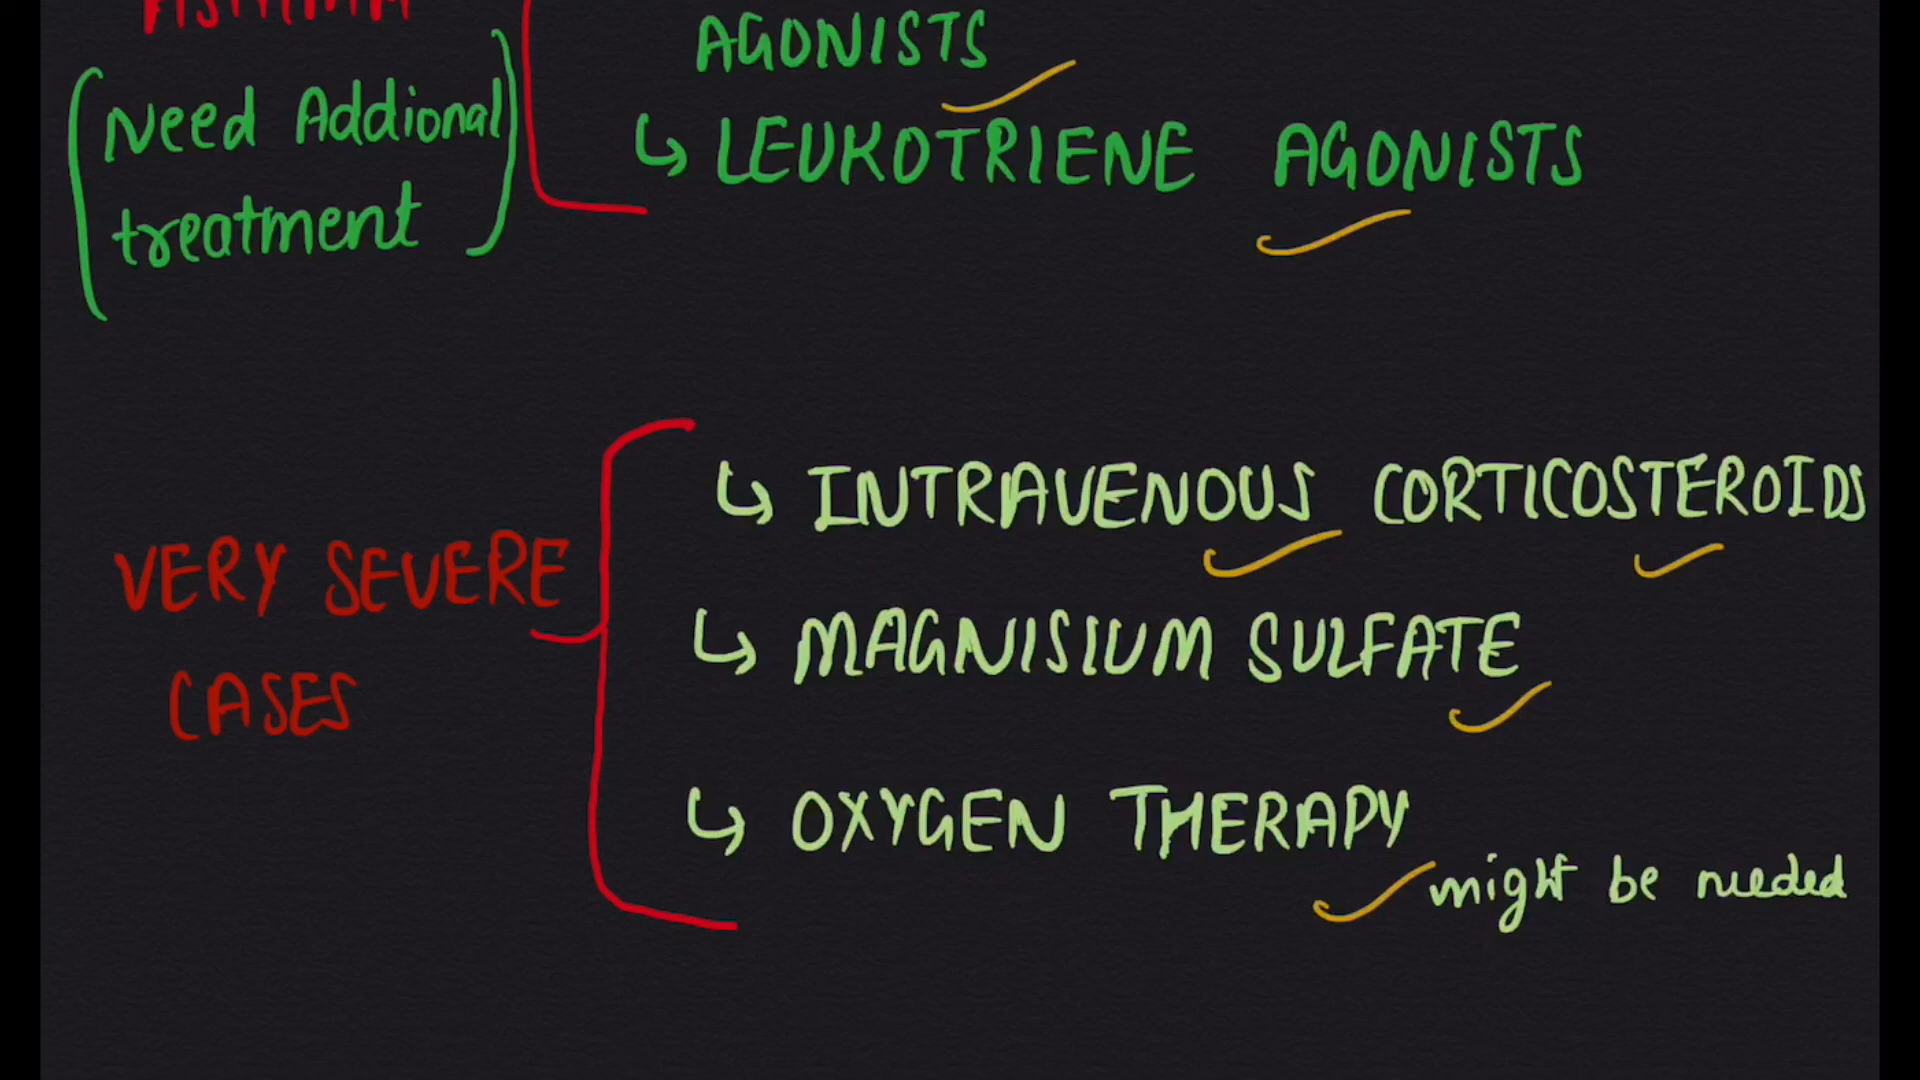 AGONISTS
(Need Addional
treatment)
↳ LEUKOTRIENE AGONISTS
VERY SEVERE
CASES
↳ INTRAVENOUS CORTICOSTEROIDS
↳ MAGNISIUM SULFATE
↳ OXYGEN THERAPY
might be needed